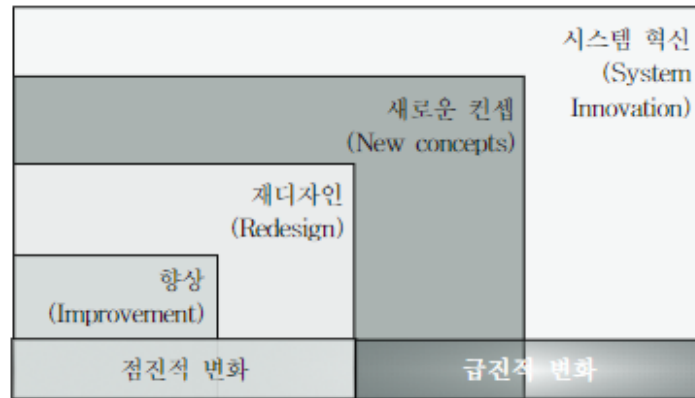 시스템 혁신
(System
Innovation)
새로운 컨셉
(New concepts)
재디자인
(Redesign)
향상
(Improvement)
점진적 변화
급진적 변화